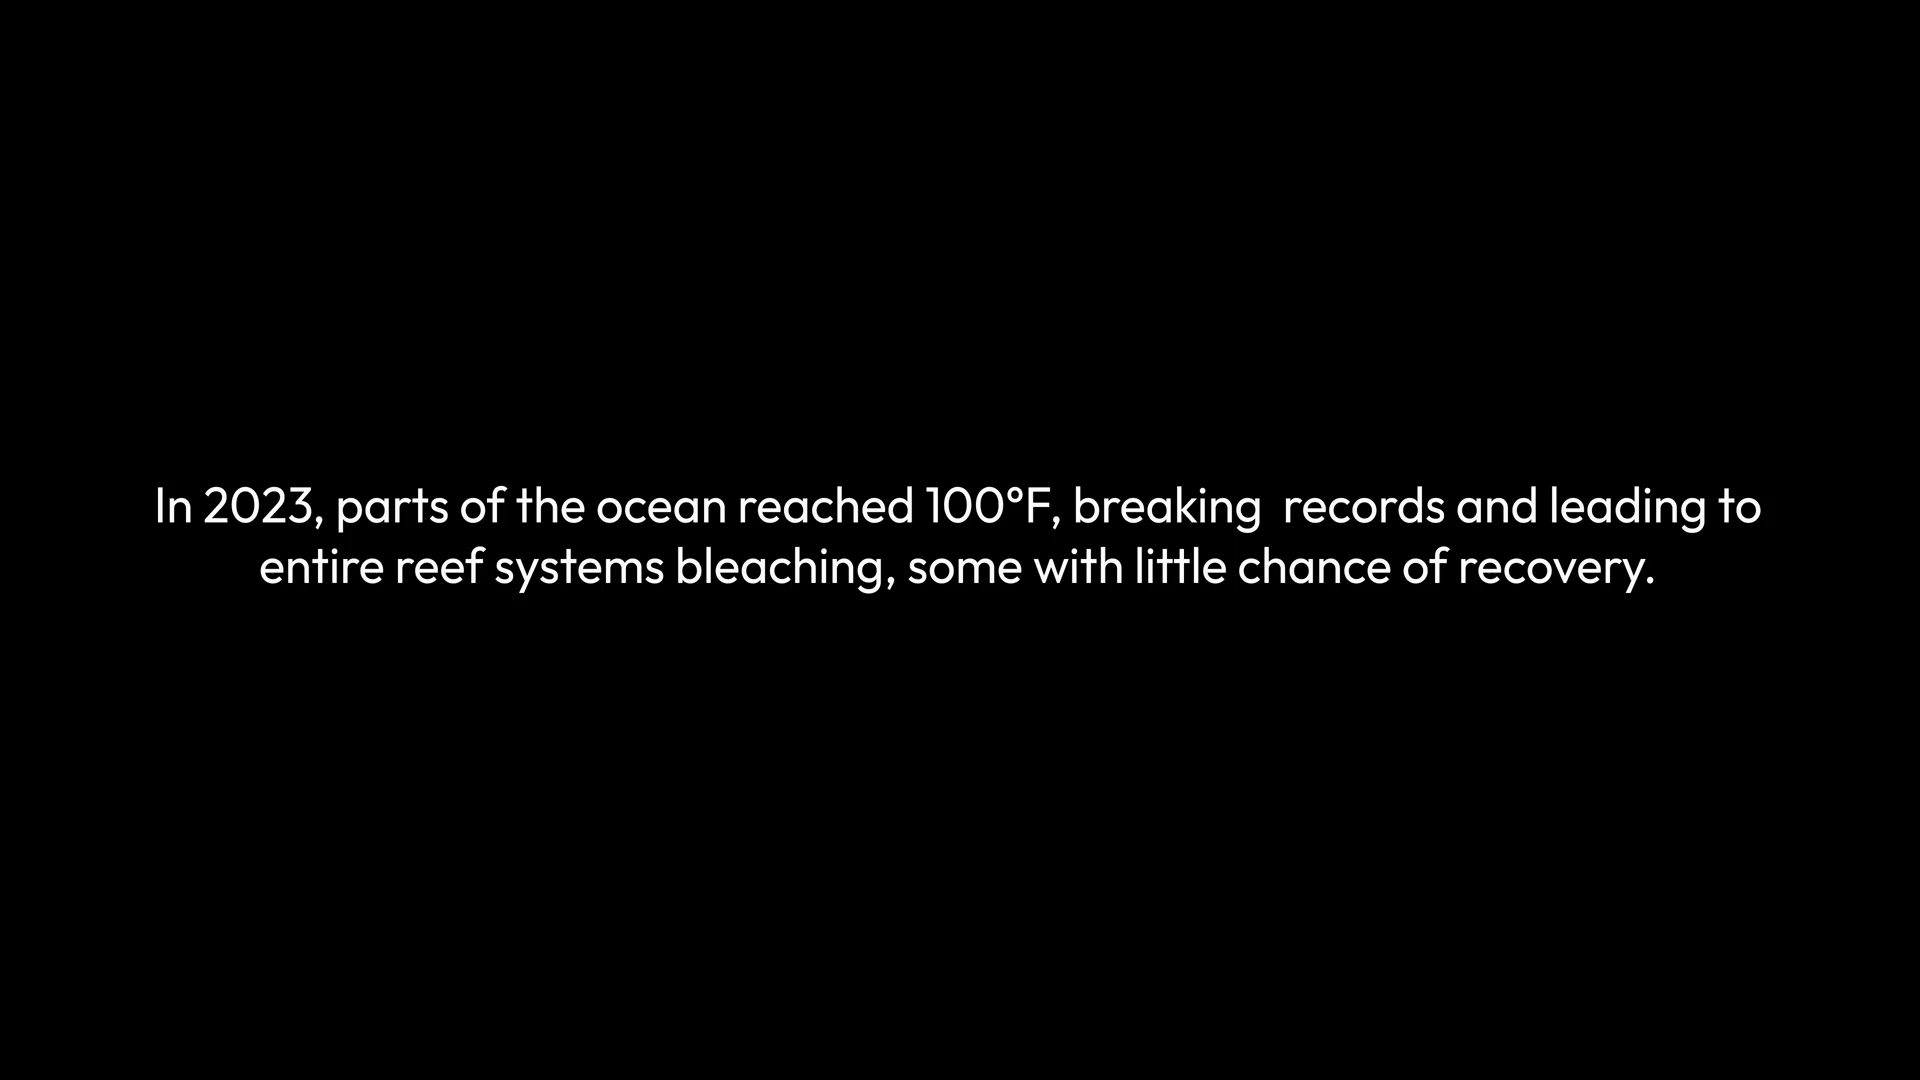 In 2023, parts of the ocean reached 100°F, breaking  records and leading to
entire reef systems bleaching, some with little chance of recovery.